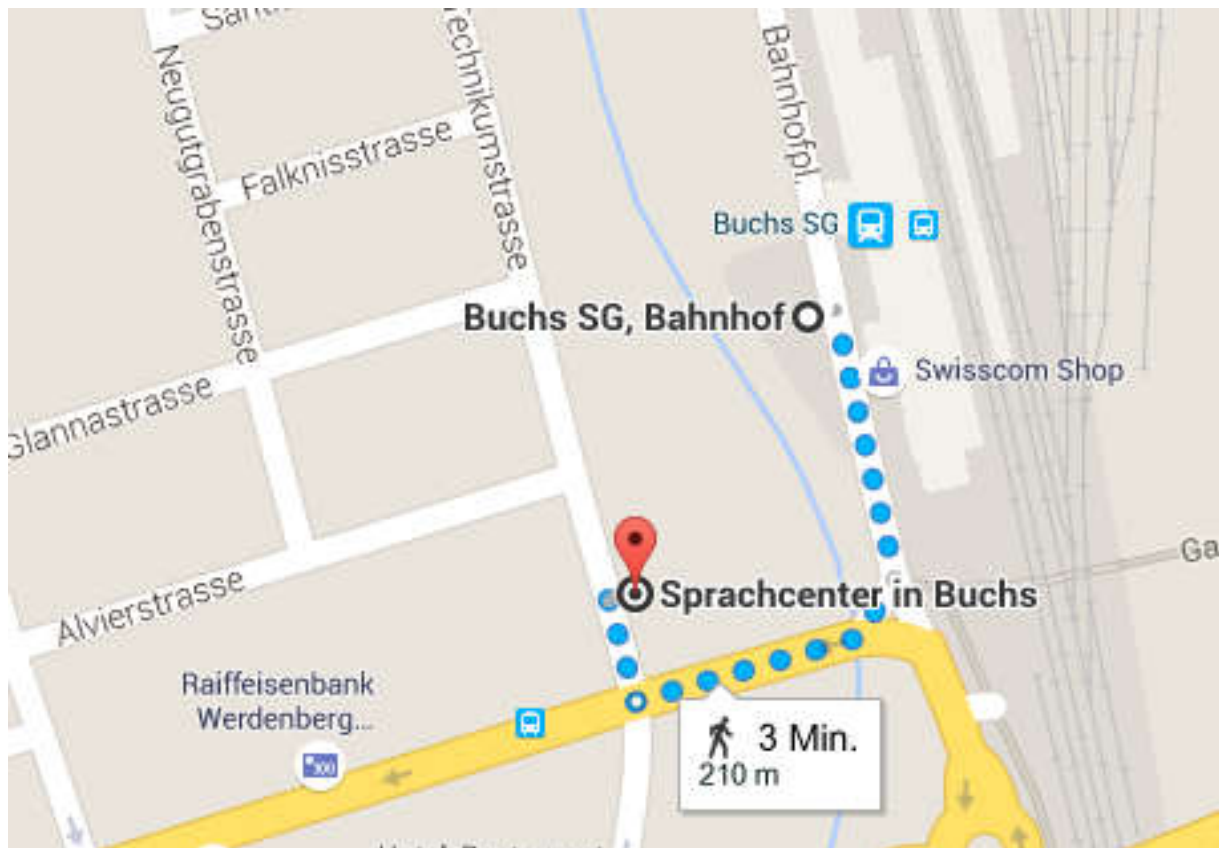 Neugutgrabenstrasse
Technikumstrasse
Falknisstrasse
Bahnhofpl.
Buchs SG
Buchs SG, Bahnhof
Swisscom Shop
Glannastrasse
Sprachcenter in Buchs
Alvierstrasse
Raiffeisenbank
Werdenberg...
3 Min.
210 m